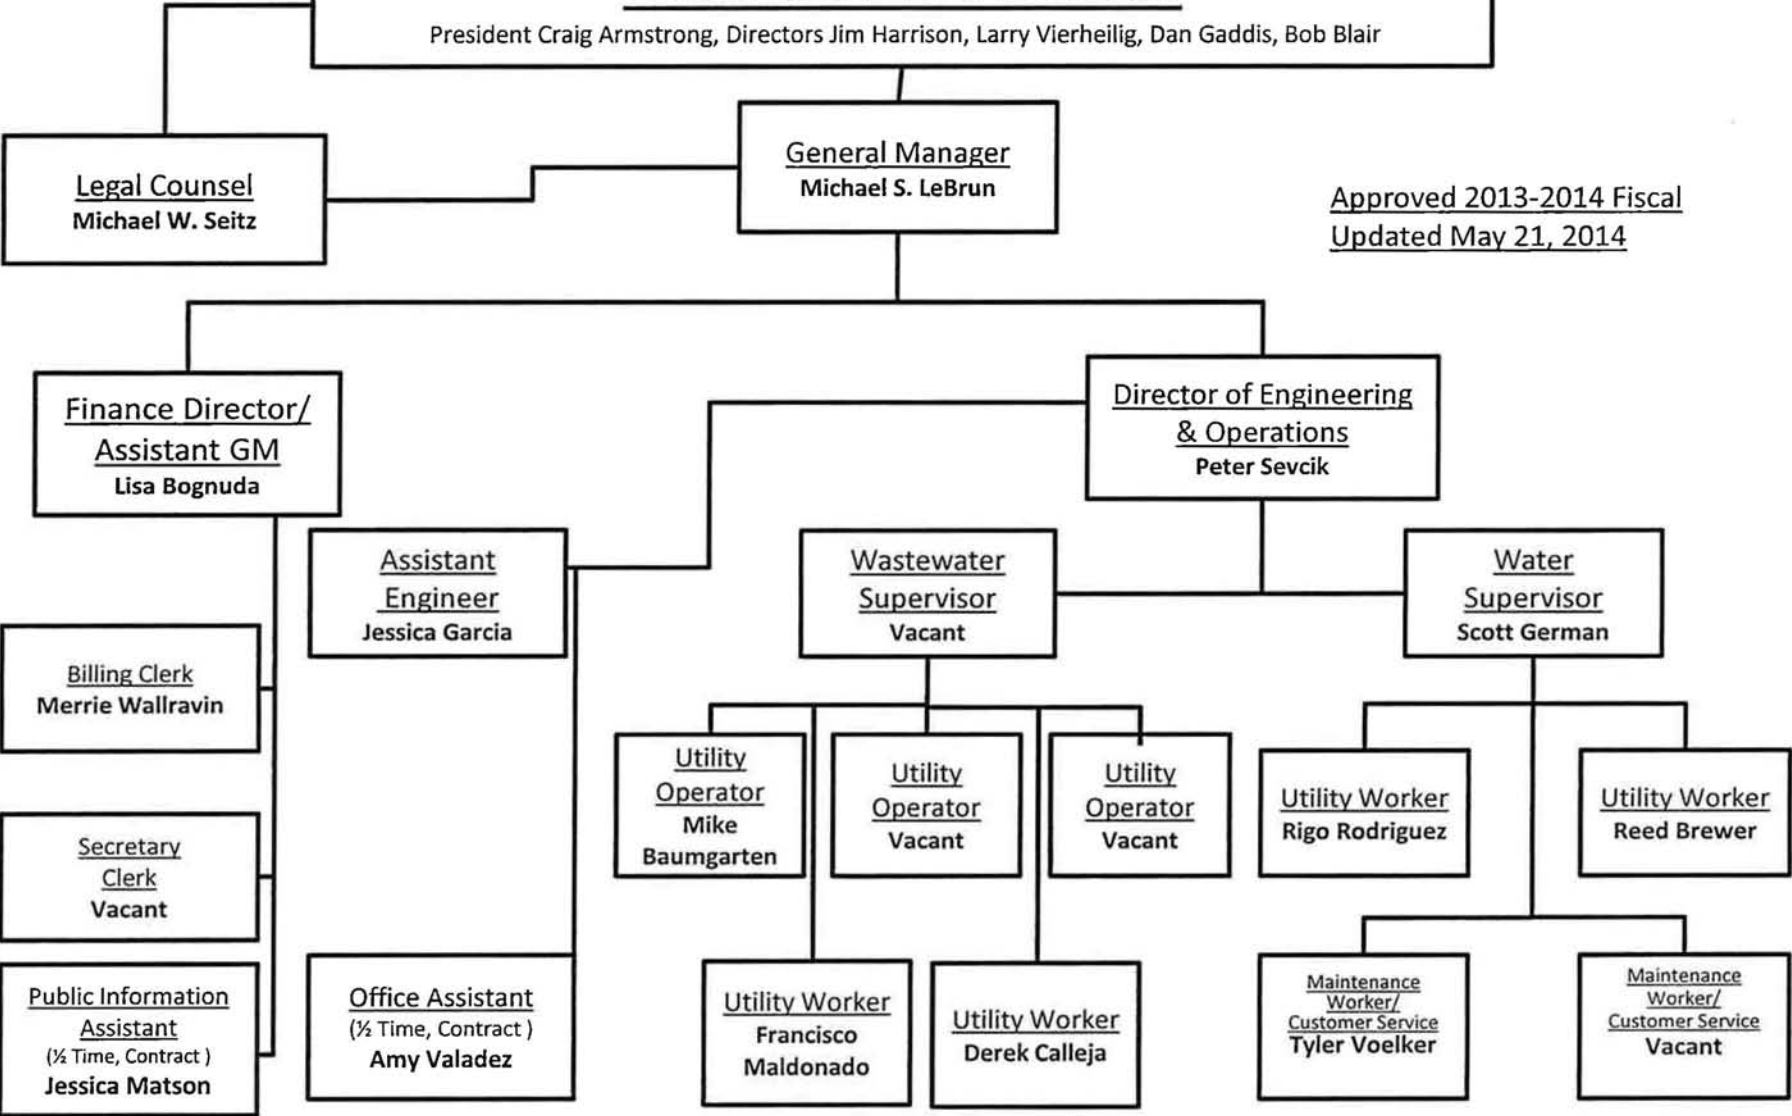 President Craig Armstrong, Directors Jim Harrison, Larry Vierheilig, Dan Gaddis, Bob Blair
General Manager
Michael S. LeBrun
Legal Counsel
Michael W. Seitz
Approved 2013-2014 Fiscal
Updated May 21, 2014
Finance Director/
Assistant GM
Lisa Bognuda
Director of Engineering
& Operations
Peter Sevcik
Assistant
Engineer
Jessica Garcia
Wastewater
Supervisor
Vacant
Water
Supervisor
Scott German
Billing Clerk
Merrie Wallravin
Utility
Operator
Mike
Baumgarten
Utility
Operator
Vacant
Utility
Operator
Vacant
Utility Worker
Rigo Rodriguez
Utility Worker
Reed Brewer
Secretary
Clerk
Vacant
Public Information
Assistant
(½ Time, Contract )
Jessica Matson
Office Assistant
(½ Time, Contract )
Amy Valadez
Utility Worker
Francisco
Maldonado
Utility Worker
Derek Calleja
Maintenance
Worker/
Customer Service
Tyler Voelker
Maintenance
Worker/
Customer Service
Vacant